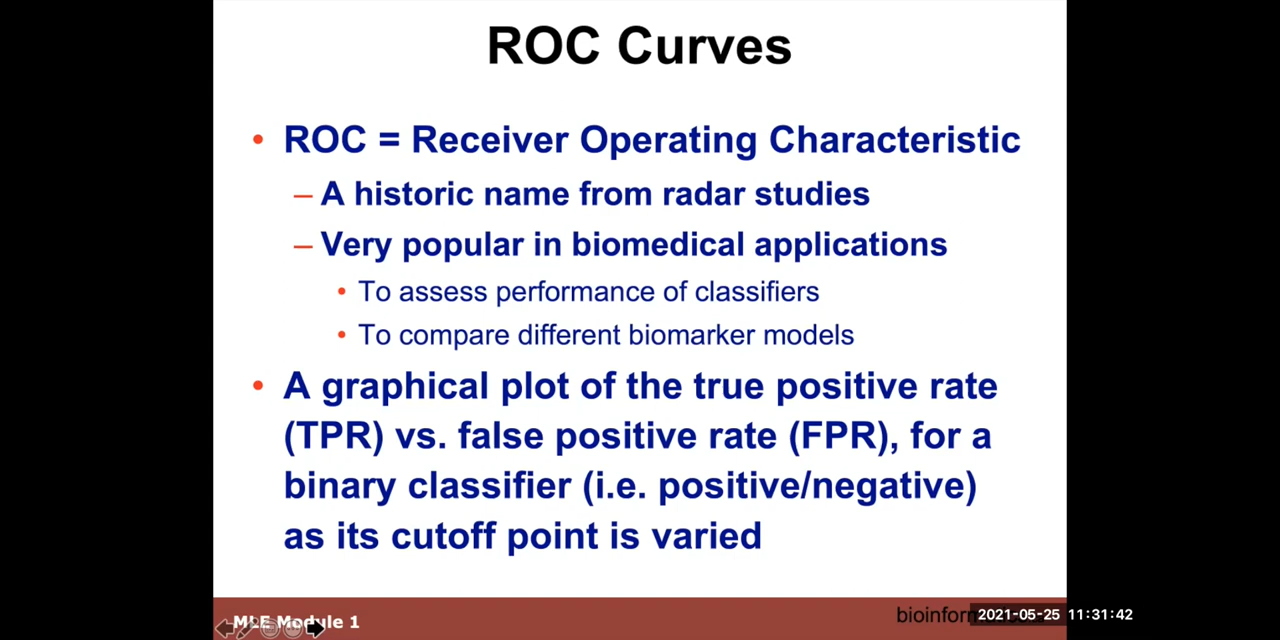 ROC Curves
• ROC = Receiver Operating Characteristic
– A historic name from radar studies
– Very popular in biomedical applications
• To assess performance of classifiers
• To compare different biomarker models
• A graphical plot of the true positive rate
(TPR) vs. false positive rate (FPR), for a
binary classifier (i.e. positive/negative)
as its cutoff point is varied
MLE Module 1
2021-05-25 11:31:42